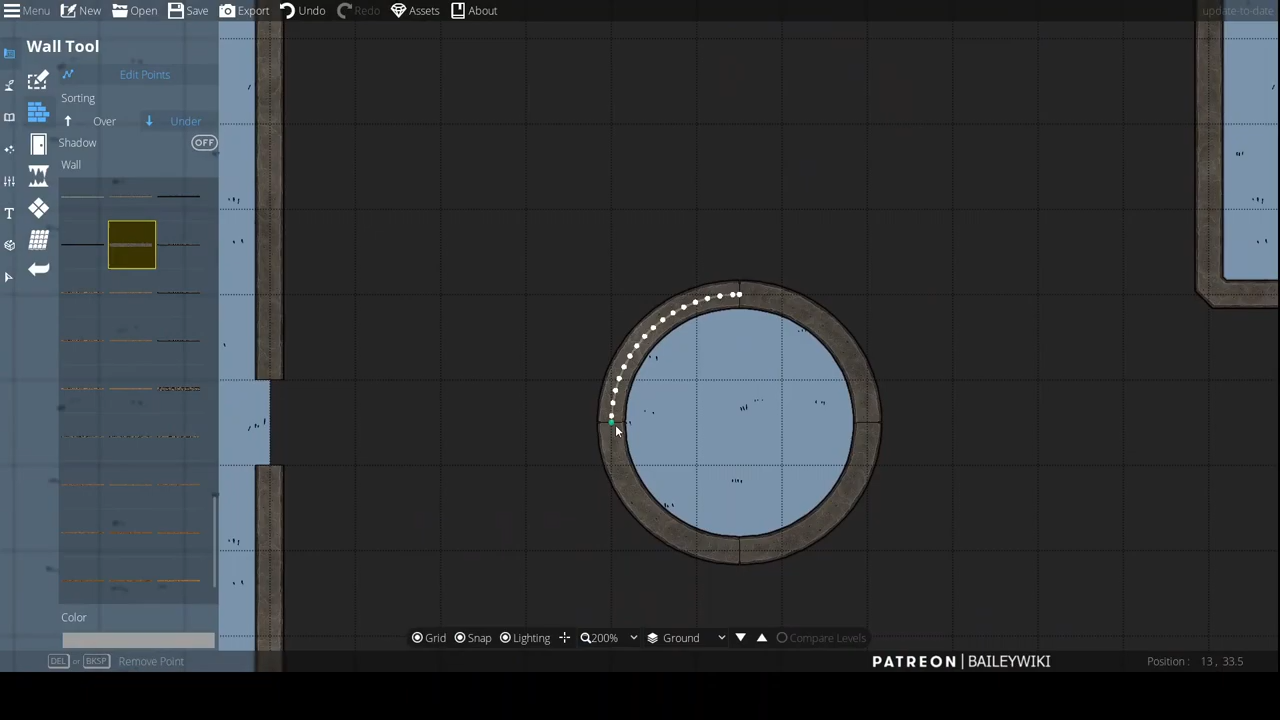 Menu New Open Save Export Undo Redo Assets About update-to-date
Wall Tool
Edit Points
Sorting
Over Under
Shadow OFF
Wall
Color
Grid Snap Lighting 200% Ground Compare Levels
DEL or BKSP Remove Point
PATREON | BAILEYWIKI
Position : 13 , 33.5